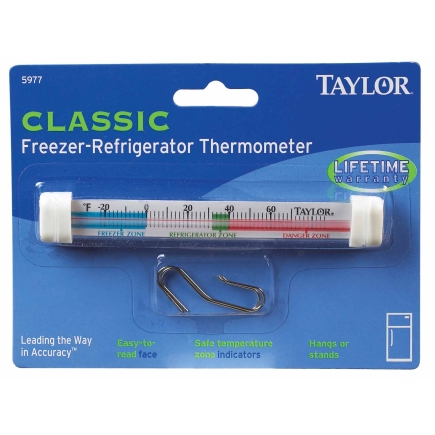 5977
TAYLOR®
CLASSIC
Freezer-Refrigerator Thermometer
LIFETIME
warranty
°F -20 0 20 40 60 TAYLOR®
FREEZER ZONE REFRIGERATOR ZONE DANGER ZONE
Leading the Way
in Accuracy™
Easy-to-
read face
Safe temperature
zone indicators
Hangs or
stands